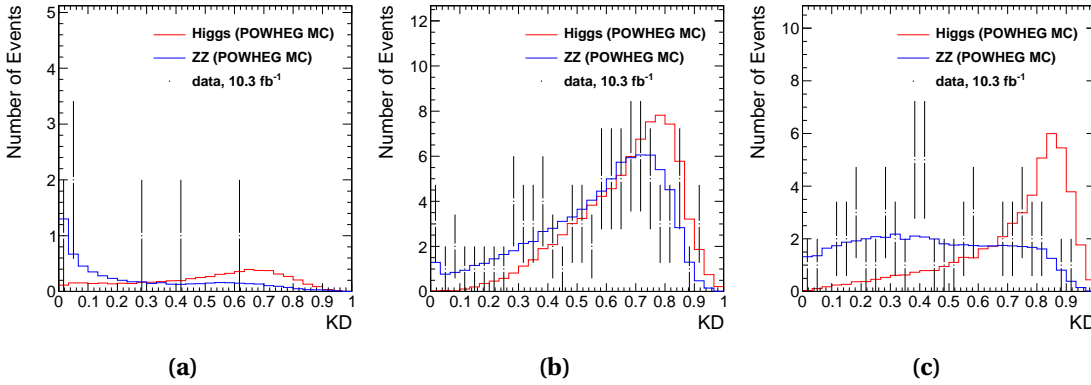 Number of Events
5
4
3
2
1
0
Higgs (POWHEG MC)
ZZ (POWHEG MC)
data, 10.3 fb⁻¹
0 0.1 0.2 0.3 0.4 0.5 0.6 0.7 0.8 0.9 1
KD
(a)
Number of Events
12
10
8
6
4
2
0
Higgs (POWHEG MC)
ZZ (POWHEG MC)
data, 10.3 fb⁻¹
0 0.1 0.2 0.3 0.4 0.5 0.6 0.7 0.8 0.9 1
KD
(b)
Number of Events
10
8
6
4
2
0
Higgs (POWHEG MC)
ZZ (POWHEG MC)
data, 10.3 fb⁻¹
0 0.1 0.2 0.3 0.4 0.5 0.6 0.7 0.8 0.9 1
KD
(c)